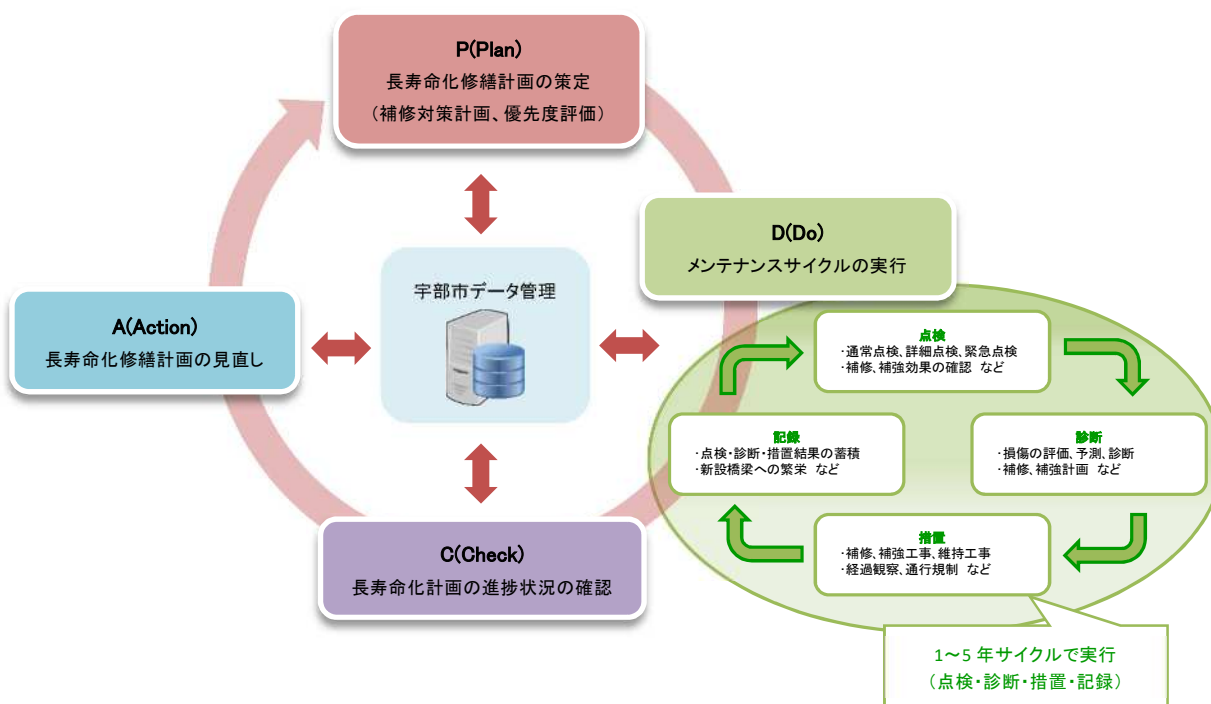 P(Plan)
長寿命化修繕計画の策定
(補修対策計画、優先度評価)
D(Do)
メンテナンスサイクルの実行
宇部市データ管理
A(Action)
長寿命化修繕計画の見直し
点検
・通常点検、詳細点検、緊急点検
・補修、補強効果の確認 など
記録
・点検・診断・措置結果の蓄積
・新設橋梁への繁栄 など
診断
・損傷の評価、予測、診断
・補修、補強計画 など
措置
・補修、補強工事、維持工事
・経過観察、通行規制 など
C(Check)
長寿命化計画の進捗状況の確認
1～5 年サイクルで実行
(点検・診断・措置・記録)